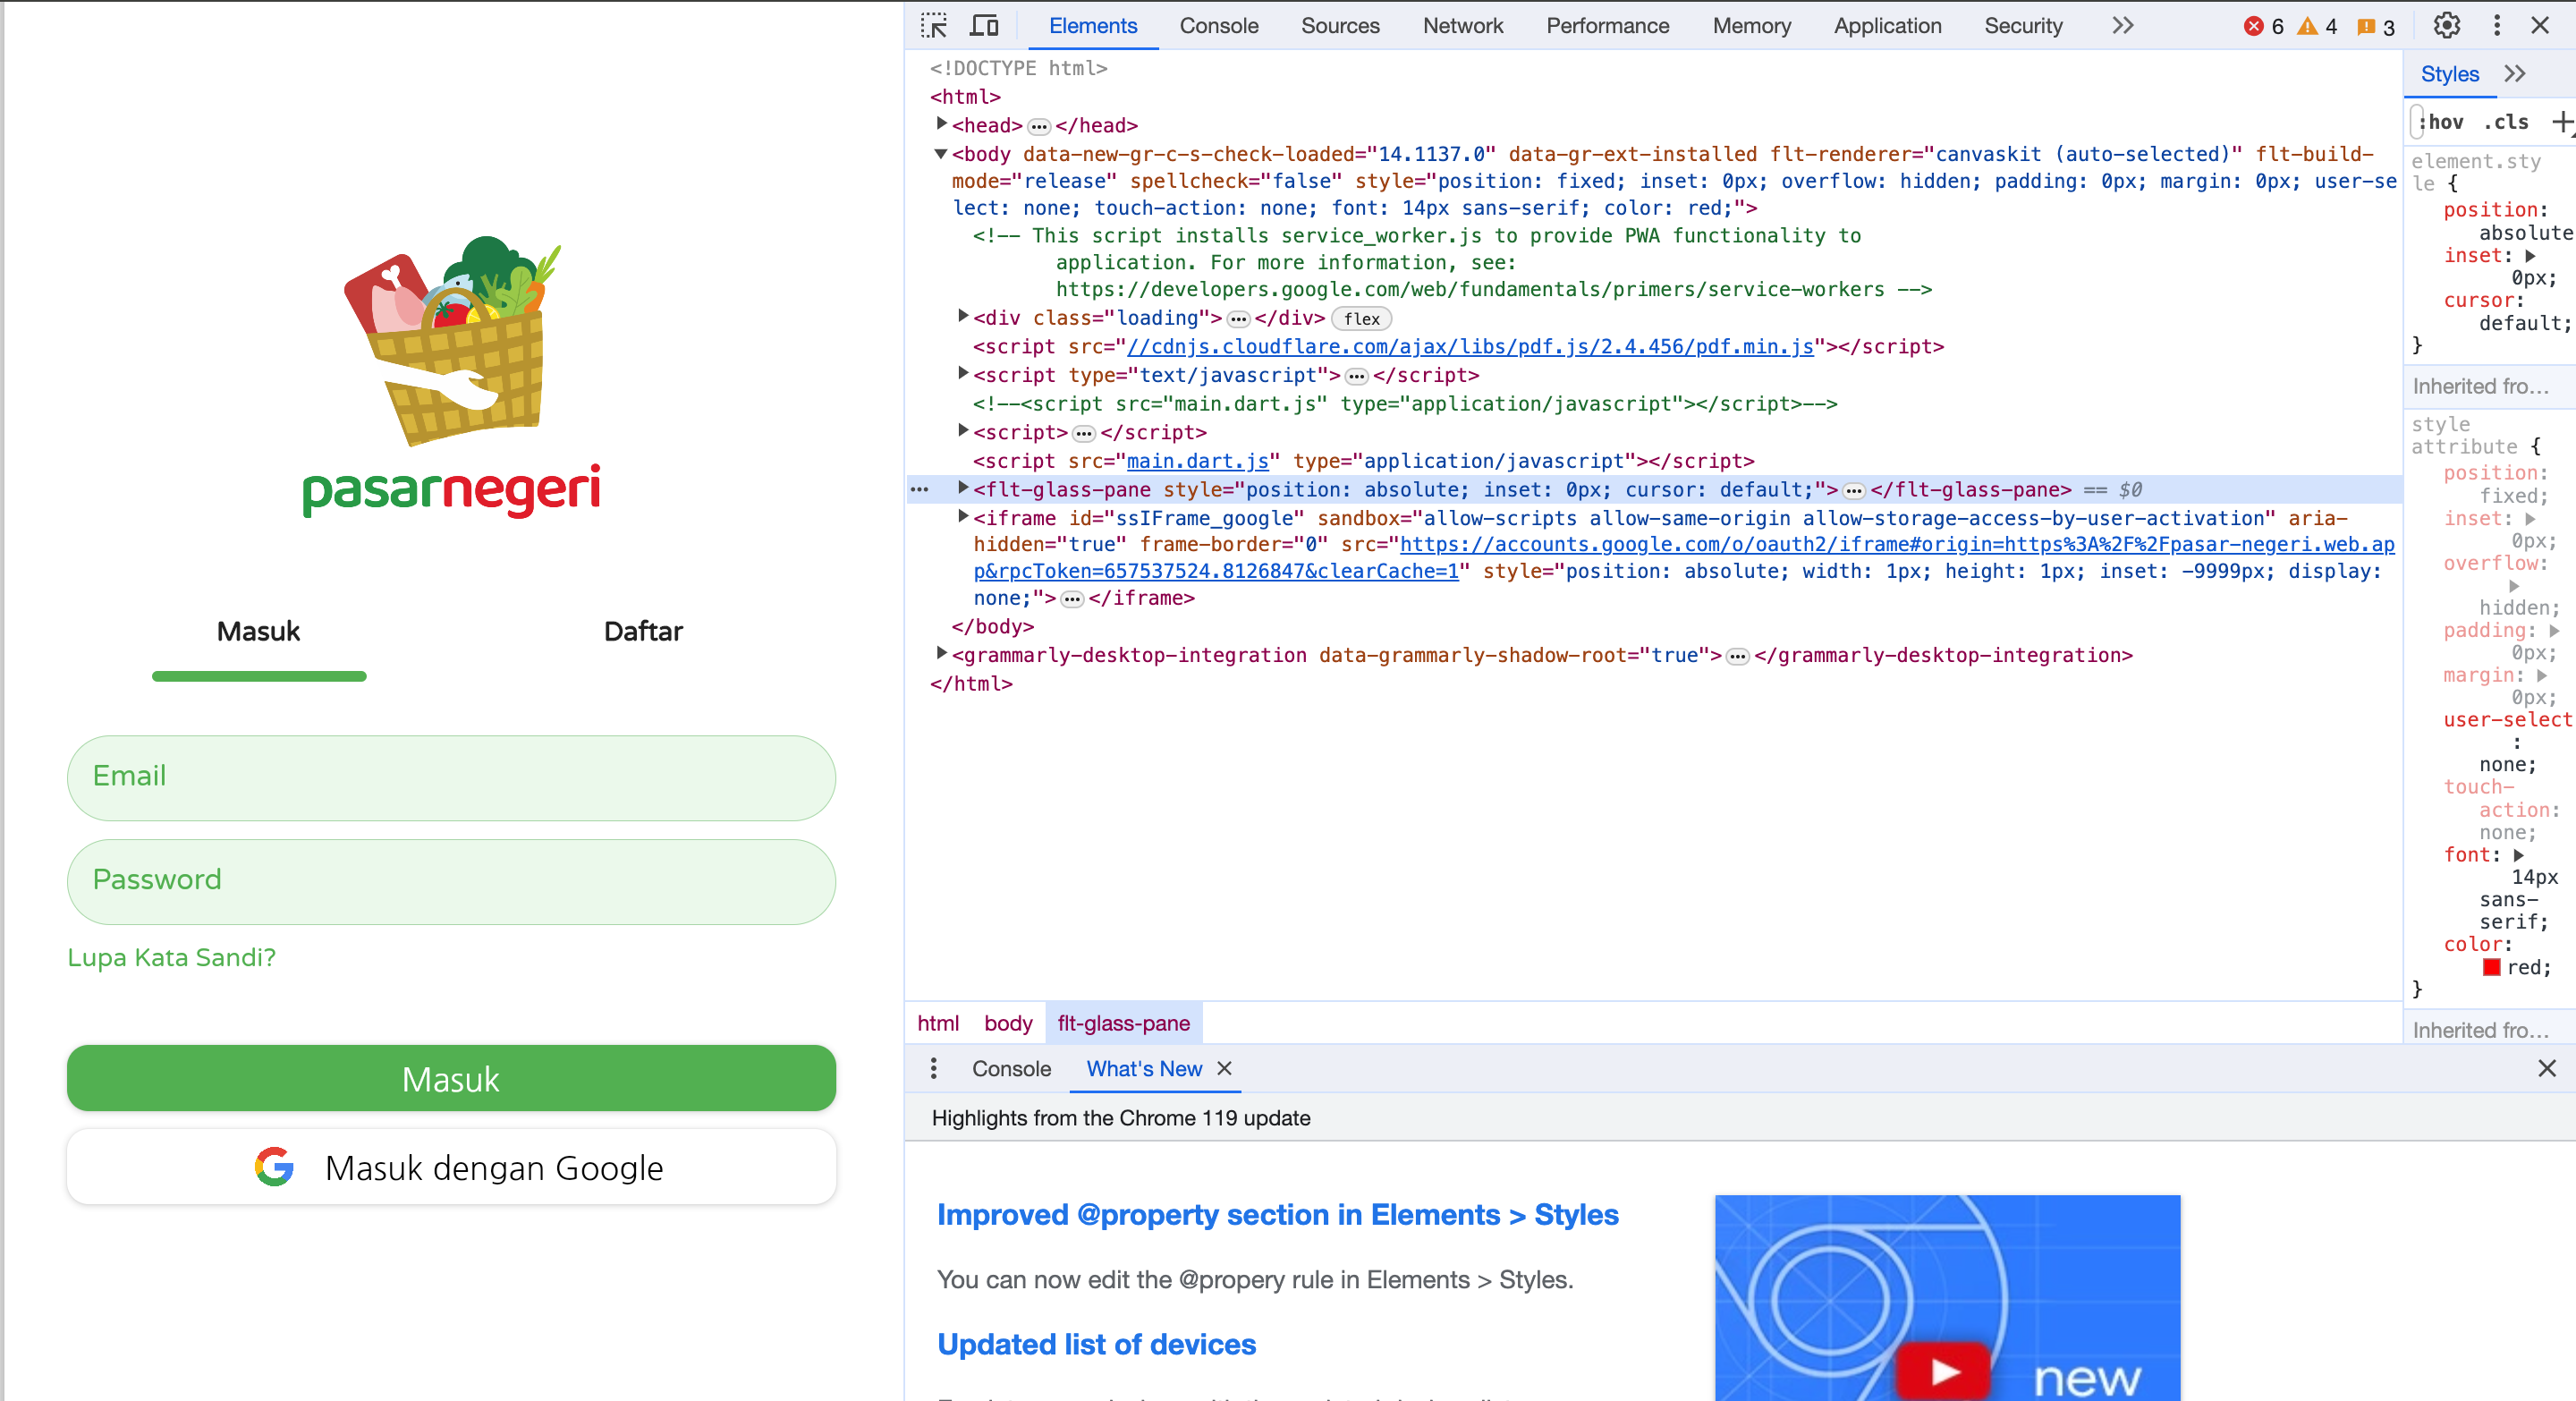 pasarnegeri
Masuk
Daftar
Email
Password
Lupa Kata Sandi?
Masuk
Masuk dengan Google
Elements
Console
Sources
Network
Performance
Memory
Application
Security
6
4
3
<!DOCTYPE html>
<html>
<head>
</head>
<body data-new-gr-c-s-check-loaded="14.1137.0" data-gr-ext-installed flt-renderer="canvaskit (auto-selected)" flt-build-
mode="release" spellcheck="false" style="position: fixed; inset: 0px; overflow: hidden; padding: 0px; margin: 0px; user-se
lect: none; touch-action: none; font: 14px sans-serif; color: red;">
<!-- This script installs service_worker.js to provide PWA functionality to
application. For more information, see:
https://developers.google.com/web/fundamentals/primers/service-workers -->
<div class="loading"> ••• </div> flex
<script src="//cdnjs.cloudflare.com/ajax/libs/pdf.js/2.4.456/pdf.min.js"></script>
<script type="text/javascript"> ••• </script>
<!--<script src="main.dart.js" type="application/javascript"></script>-->
<script> ••• </script>
<script src="main.dart.js" type="application/javascript"></script>
<flt-glass-pane style="position: absolute; inset: 0px; cursor: default;"> ••• </flt-glass-pane> == $0
<iframe id="ssIFrame_google" sandbox="allow-scripts allow-same-origin allow-storage-access-by-user-activation" aria-
hidden="true" frame-border="0" src="https://accounts.google.com/o/oauth2/iframe#origin=https%3A%2F%2Fpasar-negeri.web.ap
p&rpcToken=657537524.8126847&clearCache=1" style="position: absolute; width: 1px; height: 1px; inset: -9999px; display:
none;"> ••• </iframe>
</body>
<grammarly-desktop-integration data-grammarly-shadow-root="true"> ••• </grammarly-desktop-integration>
</html>
html
body
flt-glass-pane
Styles
:hov
.cls
element.sty
le {
position:
absolute
inset:
0px;
cursor:
default;
}
Inherited fro...
style
attribute {
position:
fixed;
inset:
0px;
overflow:
hidden;
padding:
0px;
margin:
0px;
user-select
:
none;
touch-
action:
none;
font:
14px
sans-
serif;
color:
red;
}
Inherited fro...
Console
What's New
Highlights from the Chrome 119 update
Improved @property section in Elements > Styles
You can now edit the @propery rule in Elements > Styles.
Updated list of devices
new